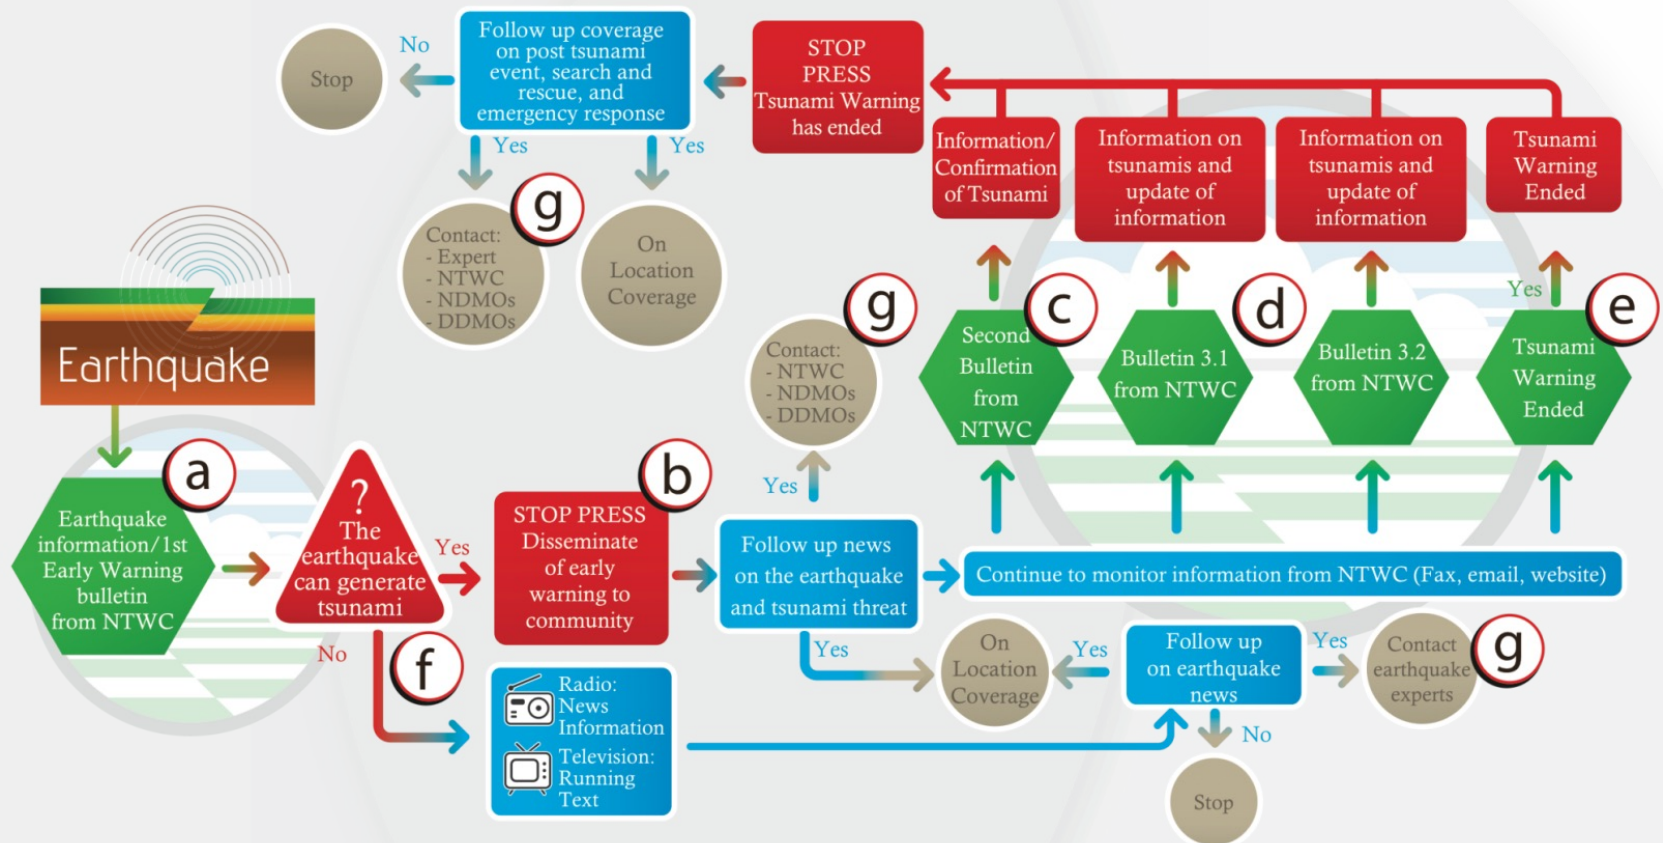 Stop
No
Follow up coverage
on post tsunami
event, search and
rescue, and
emergency response
Yes
Yes
STOP
PRESS
Tsunami Warning
has ended
Information/
Confirmation
of Tsunami
Information on
tsunamis and
update of
information
Information on
tsunamis and
update of
information
Tsunami
Warning
Ended
g
Contact:
- Expert
- NTWC
- NDMOs
- DDMOs
On
Location
Coverage
Earthquake
g
Contact:
- NTWC
- NDMOs
- DDMOs
Yes
c
Second
Bulletin
from
NTWC
d
Bulletin 3.1
from NTWC
Bulletin 3.2
from NTWC
Yes
e
Tsunami
Warning
Ended
a
Earthquake
information/1st
Early Warning
bulletin
from NTWC
?
The
earthquake
can generate
tsunami
Yes
No
b
STOP PRESS
Disseminate
of early
warning to
community
Follow up news
on the earthquake
and tsunami threat
Continue to monitor information from NTWC (Fax, email, website)
Yes
f
Radio:
News
Information
Television:
Running
Text
On
Location
Coverage
Yes
Follow up
on earthquake
news
Yes
Contact
earthquake
experts
g
No
Stop